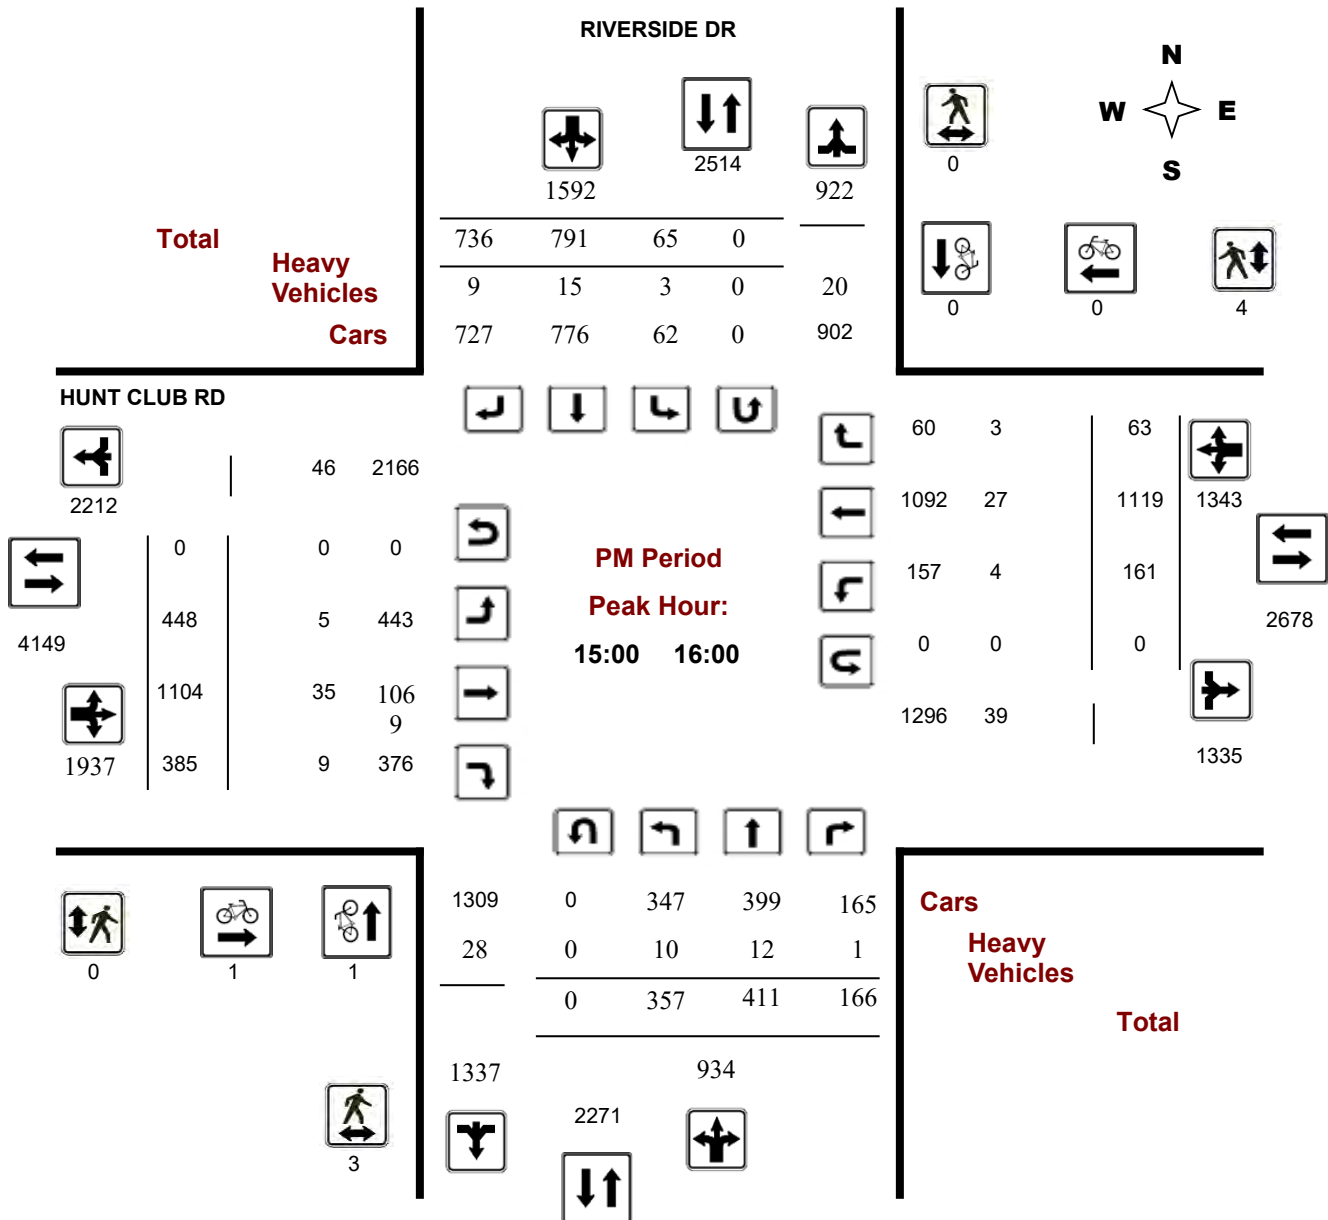 RIVERSIDE DR
N
W E
S
2514
0
1592
922
Total
736 791 65 0
Heavy
Vehicles
9 15 3 0 20
0 0 4
Cars
727 776 62 0 902
HUNT CLUB RD
60 3 63
46 2166
2212
1092 27 1119 1343
0 0 0
PM Period
157 4 161
Peak Hour:
448 5 443
2678
4149
15:00 16:00
0 0 0
1104 35 106
9
1296 39
1335
1937 385 9 376
1309 0 347 399 165
Cars
28 0 10 12 1
Heavy
Vehicles
0 1 1
0 357 411 166
Total
1337 934
2271
3